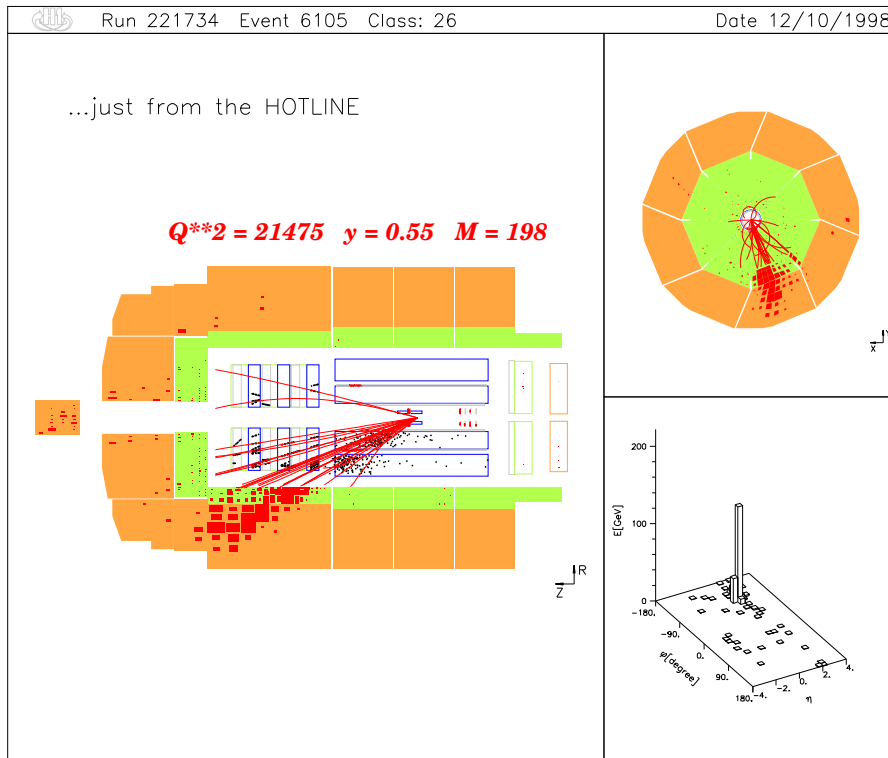 Run 221734 Event 6105 Class: 26 Date 12/10/1998
...just from the HOTLINE
Q**2 = 21475 y = 0.55 M = 198
R
Z
Y
X
E[GeV]
200
100
0
-180.
-90.
0.
90.
180.
φ[degree]
-4.
-2.
0.
2.
4.
η